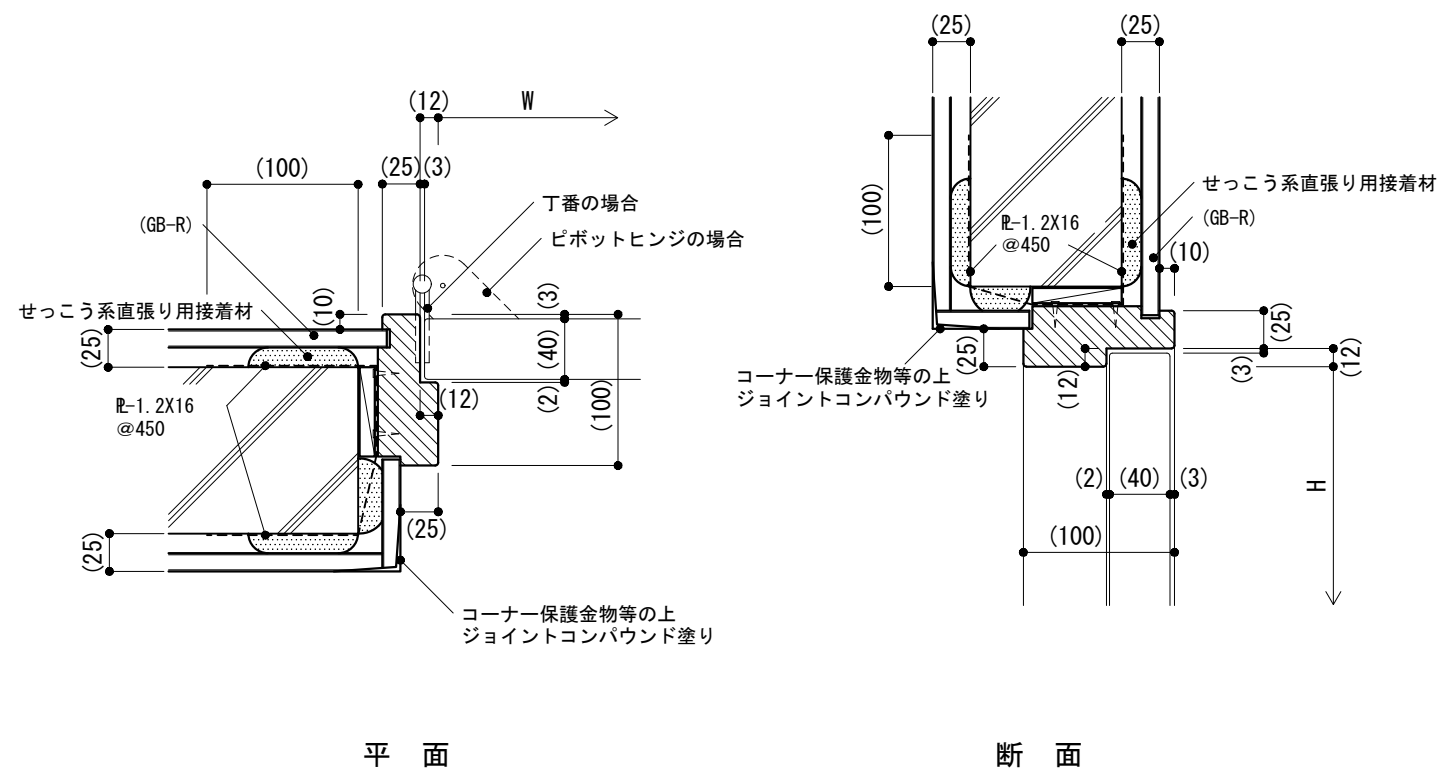 (12)
W
(100)
(25)
(3)
(GB-R)
丁番の場合
ピボットヒンジの場合
せっこう系直張り用接着材
(10)
(3)
(25)
(40)
(2)
(12)
(100)
PL-1.2X16
@450
(25)
(25)
コーナー保護金物等の上
ジョイントコンパウンド塗り
平 面
(25)
(25)
(100)
せっこう系直張り用接着材
(GB-R)
PL-1.2X16
@450
(10)
(25)
(25)
(12)
(3)
(12)
コーナー保護金物等の上
ジョイントコンパウンド塗り
(2)
(40)
(3)
H
(100)
断 面